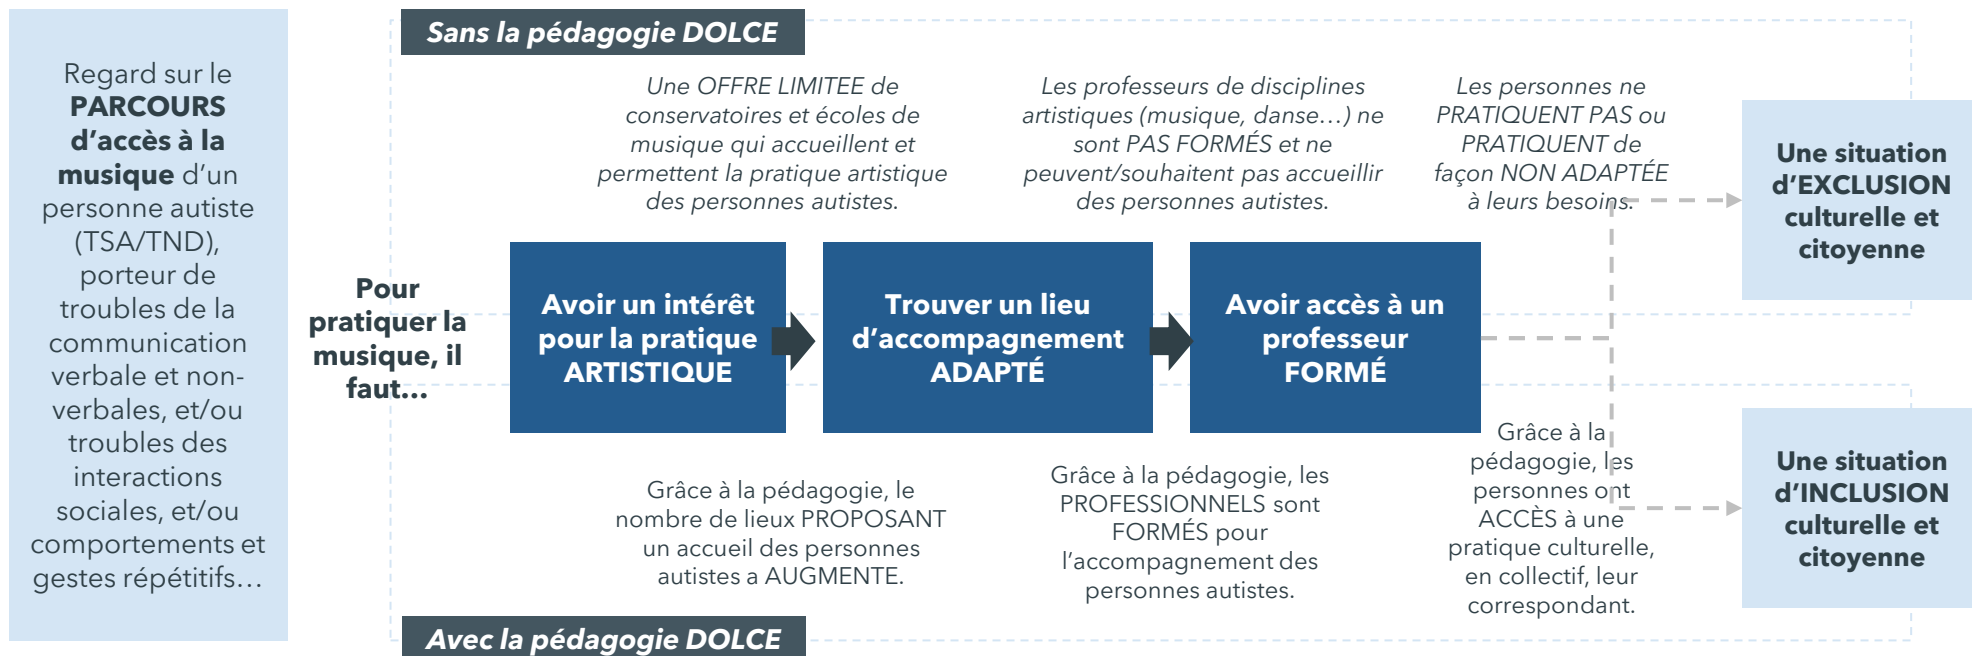 Regard sur le
PARCOURS
d'accès à la
musique d'un
personne autiste
(TSA/TND),
porteur de
troubles de la
communication
verbale et non-
verbales, et/ou
troubles des
interactions
sociales, et/ou
comportements et
gestes répétitifs...
Sans la pédagogie DOLCE
Une OFFRE LIMITEE de
conservatoires et écoles de
musique qui accueillent et
permettent la pratique artistique
des personnes autistes.
Les professeurs de disciplines
artistiques (musique, danse...) ne
sont PAS FORMÉS et ne
peuvent/souhaitent pas accueillir
des personnes autistes.
Les personnes ne
PRATIQUENT PAS ou
PRATIQUENT de
façon NON ADAPTÉE
à leurs besoins.
Une situation
d'EXCLUSION
culturelle et
citoyenne
Pour
pratiquer la
musique, il
faut...
Avoir un intérêt
pour la pratique
ARTISTIQUE
Trouver un lieu
d'accompagnement
ADAPTÉ
Avoir accès à un
professeur
FORMÉ
Grâce à la pédagogie, le
nombre de lieux PROPOSANT
un accueil des personnes
autistes a AUGMENTE.
Grâce à la pédagogie, les
PROFESSIONNELS sont
FORMÉS pour
l'accompagnement des
personnes autistes.
Grâce à la
pédagogie, les
personnes ont
ACCÈS à une
pratique culturelle,
en collectif, leur
correspondant.
Une situation
d'INCLUSION
culturelle et
citoyenne
Avec la pédagogie DOLCE